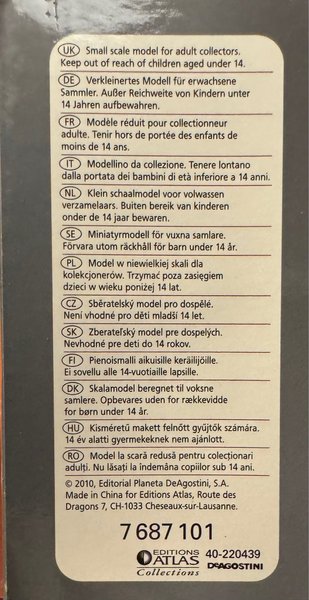 UK Small scale model for adult collectors.
Keep out of reach of children aged under 14.
DE Verkleinertes Modell für erwachsene
Sammler. Außer Reichweite von Kindern unter
14 Jahren aufbewahren.
FR Modèle réduit pour collectionneur
adulte. Tenir hors de portée des enfants de
moins de 14 ans.
IT Modellino da collezione. Tenere lontano
dalla portata dei bambini di età inferiore a 14 anni.
NL Klein schaalmodel voor volwassen
verzamelaars. Buiten bereik van kinderen
onder de 14 jaar bewaren.
SE Miniatyrmodell för vuxna samlare.
Förvara utom räckhåll för barn under 14 år.
PL Model w niewielkiej skali dla
kolekcjonerów. Trzymać poza zasięgiem
dzieci w wieku poniżej 14 lat.
CZ Sběratelský model pro dospělé.
Není vhodné pro děti mladší 14 let.
SK Zberateľský model pre dospelých.
Nevhodné pre deti do 14 rokov.
FI Pienoismalli aikuisille keräilijöille.
Ei sovellu alle 14-vuotiaille lapsille.
DK Skalamodel beregnet til voksne
samlere. Opbevares uden for rækkevidde
for børn under 14 år.
HU Kisméretű makett felnőtt gyűjtők számára.
14 év alatti gyermekeknek nem ajánlott.
RO Model la scară redusă pentru colecționari
adulți. Nu lăsați la îndemâna copiilor sub 14 ani.
© 2010, Editorial Planeta DeAgostini, S.A.
Made in China for Editions Atlas, Route des
Dragons 7, CH-1033 Cheseaux-sur-Lausanne.
7 687 101
EDITIONS
ATLAS
Collections
40-220439
DeAGOSTINI